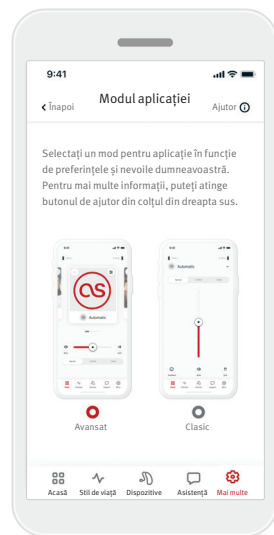 9:41
Înapoi
Modul aplicației
Ajutor
Selectați un mod pentru aplicație în funcție
de preferințele și nevoile dumneavoastră.
Pentru mai multe informații, puteți atinge
butonul de ajutor din colțul din dreapta sus.
Automatic
Automatic
Avansat
Clasic
Acasă
Stil de viață
Dispozitive
Asistență
Mai multe